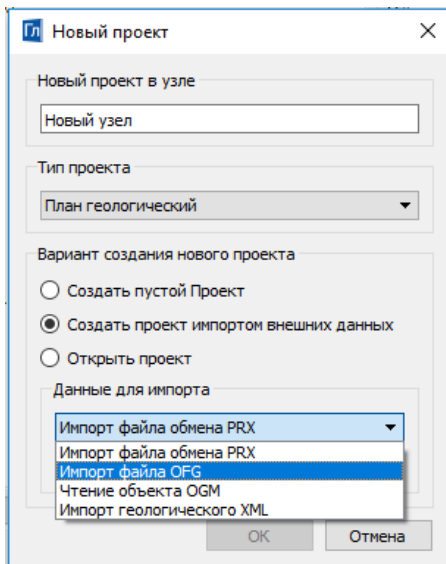 Гл Новый проект
Новый проект в узле
Новый узел
Тип проекта
План геологический
Вариант создания нового проекта
Создать пустой Проект
Создать проект импортом внешних данных
Открыть проект
Данные для импорта
Импорт файла обмена PRX
Импорт файла обмена PRX
Импорт файла OFG
Чтение объекта OGM
Импорт геологического XML
ОК Отмена